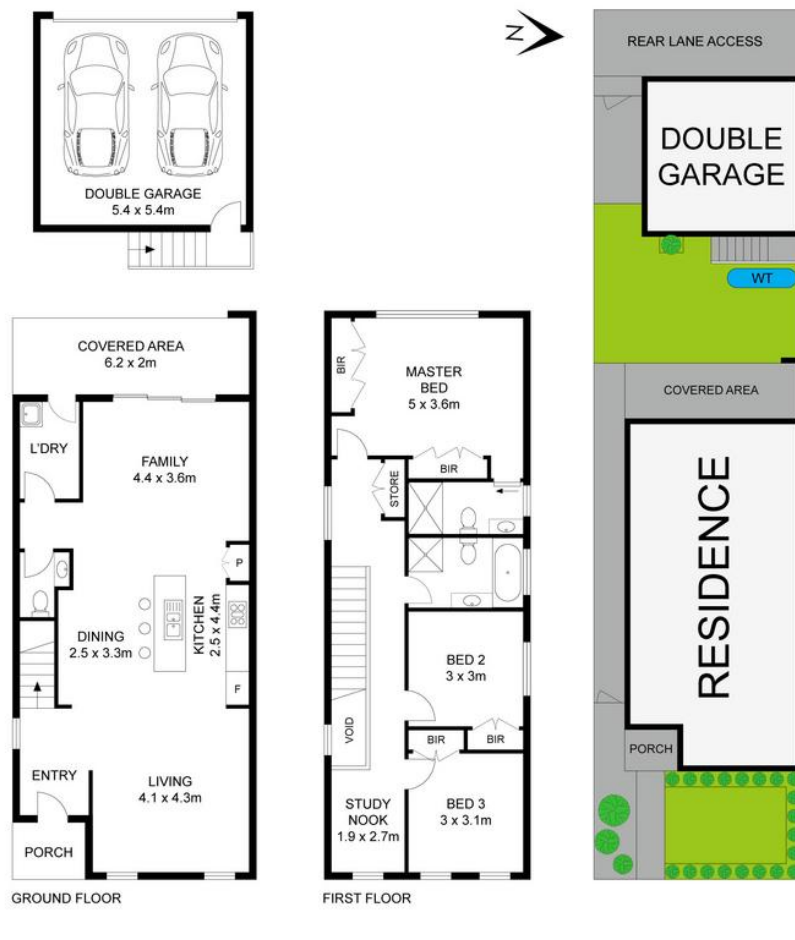 DOUBLE GARAGE
5.4 x 5.4m
COVERED AREA
6.2 x 2m
L'DRY
FAMILY
4.4 x 3.6m
P
KITCHEN
2.5 x 4.4m
DINING
2.5 x 3.3m
F
ENTRY
LIVING
4.1 x 4.3m
PORCH
GROUND FLOOR
BIR
MASTER
BED
5 x 3.6m
BIR
STORE
BED 2
3 x 3m
VOID
BIR
BIR
STUDY
NOOK
1.9 x 2.7m
BED 3
3 x 3.1m
FIRST FLOOR
N
REAR LANE ACCESS
DOUBLE
GARAGE
WT
COVERED AREA
RESIDENCE
PORCH